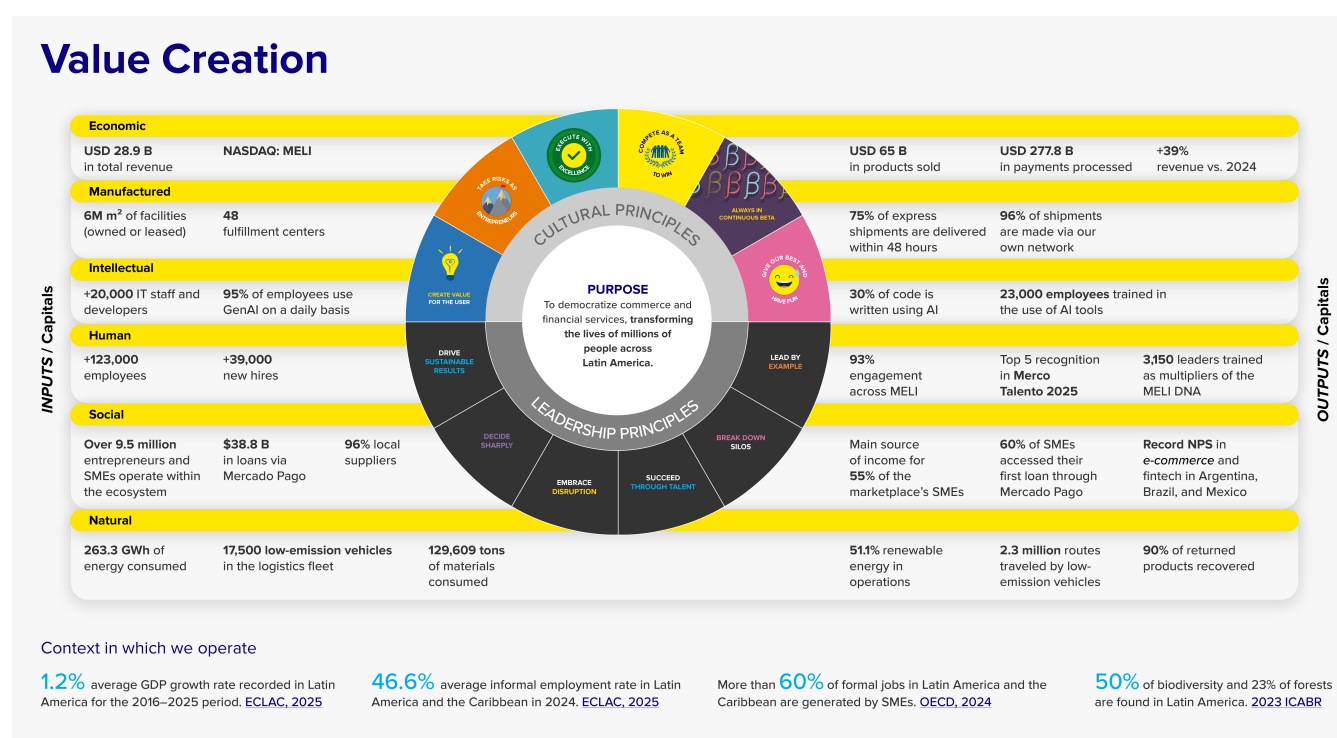 Value Creation
INPUTS / Capitals
Economic
USD 28.9 B
in total revenue
NASDAQ: MELI
USD 65 B
in products sold
USD 277.8 B
in payments processed
+39%
revenue vs. 2024
Manufactured
6M m² of facilities
(owned or leased)
48
fulfillment centers
75% of express
shipments are delivered
within 48 hours
96% of shipments
are made via our
own network
Intellectual
+20,000 IT staff and
developers
95% of employees use
GenAI on a daily basis
30% of code is
written using AI
23,000 employees trained in
the use of AI tools
Human
+123,000
employees
+39,000
new hires
93%
engagement
across MELI
Top 5 recognition
in Merco
Talento 2025
3,150 leaders trained
as multipliers of the
MELI DNA
Social
Over 9.5 million
entrepreneurs and
SMEs operate within
the ecosystem
$38.8 B
in loans via
Mercado Pago
96% local
suppliers
Main source
of income for
55% of the
marketplace's SMEs
60% of SMEs
accessed their
first loan through
Mercado Pago
Record NPS in
e-commerce and
fintech in Argentina,
Brazil, and Mexico
Natural
263.3 GWh of
energy consumed
17,500 low-emission vehicles
in the logistics fleet
129,609 tons
of materials
consumed
51.1% renewable
energy in
operations
2.3 million routes
traveled by low-
emission vehicles
90% of returned
products recovered
OUTPUTS / Capitals
CULTURAL PRINCIPLES
CREATE VALUE
FOR THE USER
TAKE RISKS AS
ENTREPRENEURS
EXECUTE WITH
EXCELLENCE
COMPETE AS A TEAM
TO WIN
β β β
β β β β β
ALWAYS IN
CONTINUOUS BETA
GIVE OUR BEST AND
HAVE FUN
PURPOSE
To democratize commerce and
financial services, transforming
the lives of millions of
people across
Latin America.
LEADERSHIP PRINCIPLES
DRIVE
SUSTAINABLE
RESULTS
DECIDE
SHARPLY
EMBRACE
DISRUPTION
SUCCEED
THROUGH TALENT
BREAK DOWN
SILOS
LEAD BY
EXAMPLE
Context in which we operate
1.2% average GDP growth rate recorded in Latin
America for the 2016–2025 period. ECLAC, 2025
46.6% average informal employment rate in Latin
America and the Caribbean in 2024. ECLAC, 2025
More than 60% of formal jobs in Latin America and the
Caribbean are generated by SMEs. OECD, 2024
50% of biodiversity and 23% of forests
are found in Latin America. 2023 ICABR